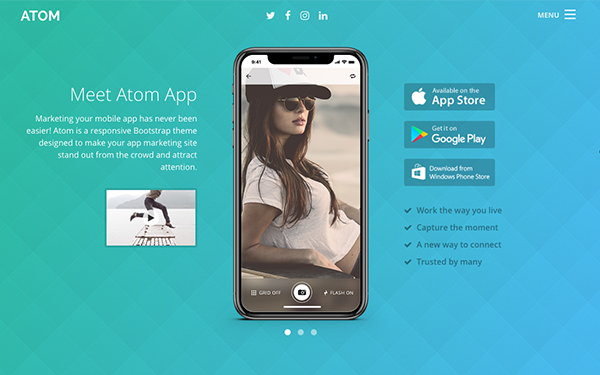 ATOM
MENU
Meet Atom App
Marketing your mobile app has never been
easier! Atom is a responsive Bootstrap theme
designed to make your app marketing site
stand out from the crowd and attract
attention.
9:41
GRID OFF
FLASH ON
Available on the
App Store
Get it on
Google Play
Download from
Windows Phone Store
Work the way you live
Capture the moment
A new way to connect
Trusted by many